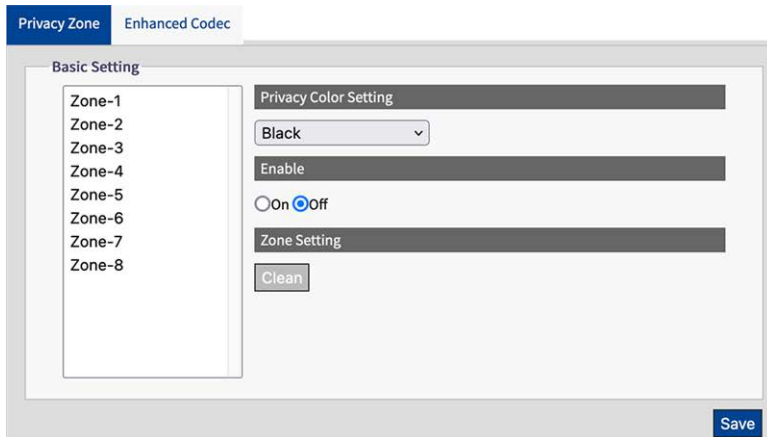 Privacy Zone
Enhanced Codec
Basic Setting
Zone-1
Zone-2
Zone-3
Zone-4
Zone-5
Zone-6
Zone-7
Zone-8
Privacy Color Setting
Black
Enable
On Off
Zone Setting
Clean
Save